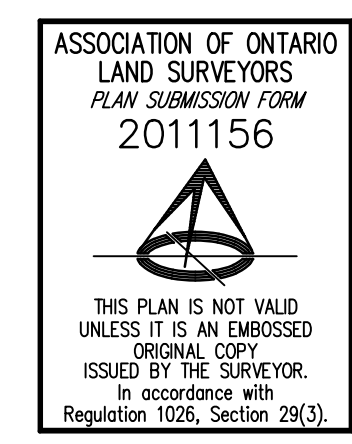 ASSOCIATION OF ONTARIO
LAND SURVEYORS
PLAN SUBMISSION FORM
2011156
THIS PLAN IS NOT VALID
UNLESS IT IS AN EMBOSSED
ORIGINAL COPY
ISSUED BY THE SURVEYOR.
In accordance with
Regulation 1026, Section 29(3).